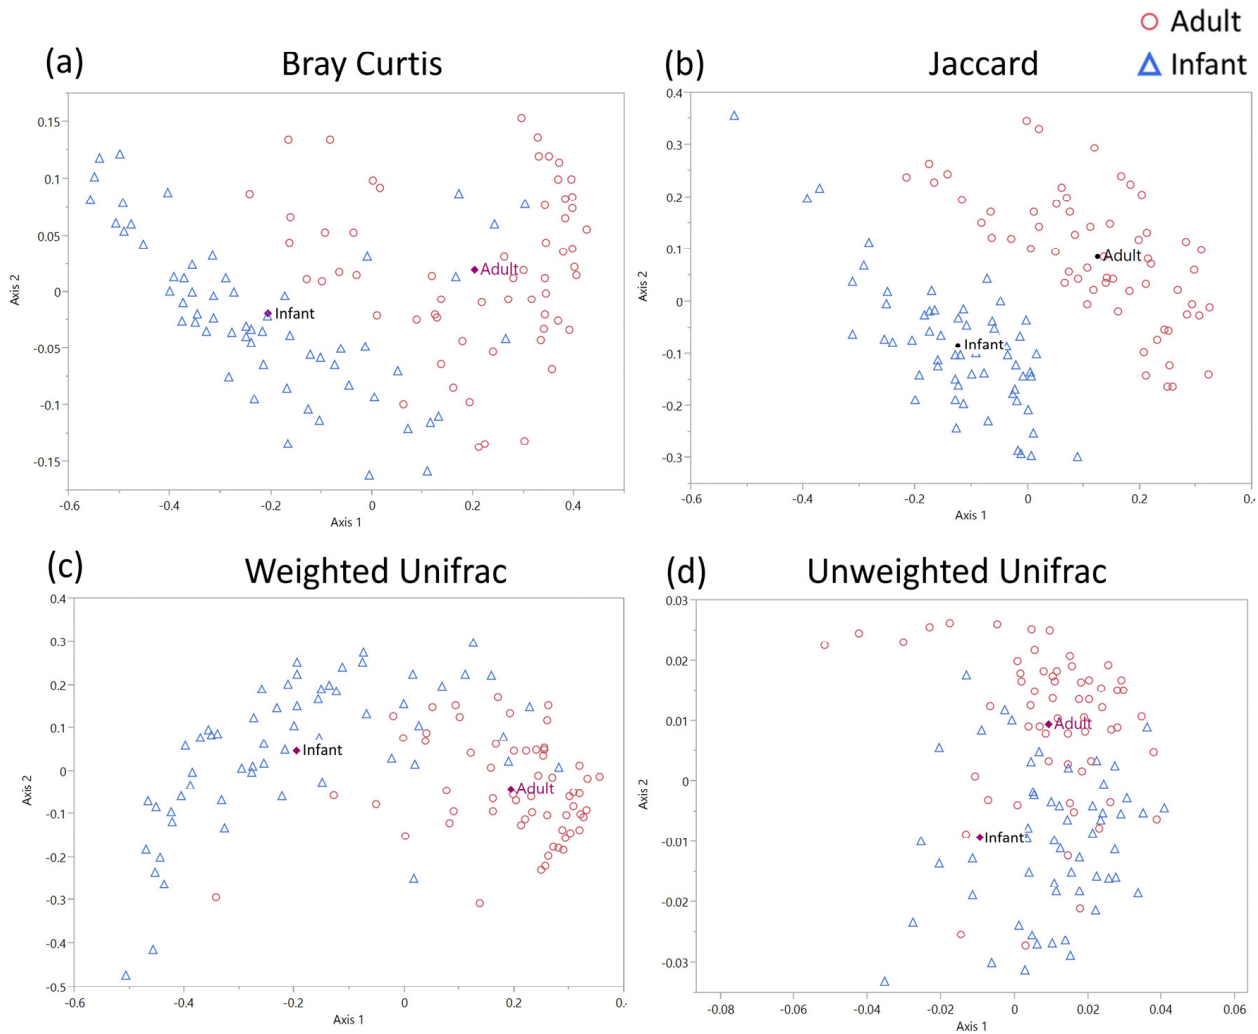 Adult
Infant
(a) Bray Curtis
0.15
0.1
0.05
0
-0.05
-0.1
-0.15
Axis 2
Infant
Adult
-0.6 -0.4 -0.2 0 0.2 0.4
Axis 1
(b) Jaccard
0.4
0.3
0.2
0.1
0
-0.1
-0.2
-0.3
Axis 2
Adult
Infant
-0.6 -0.4 -0.2 0 0.2 0.4
Axis 1
(c) Weighted Unifrac
0.4
0.3
0.2
0.1
0
-0.1
-0.2
-0.3
-0.4
-0.5
Axis 2
Infant
Adult
-0.6 -0.4 -0.2 0 0.2 0.
Axis 1
(d) Unweighted Unifrac
0.03
0.02
0.01
0
-0.01
-0.02
-0.03
Axis 2
Adult
Infant
-0.08 -0.06 -0.04 -0.02 0 0.02 0.04 0.06
Axis 1